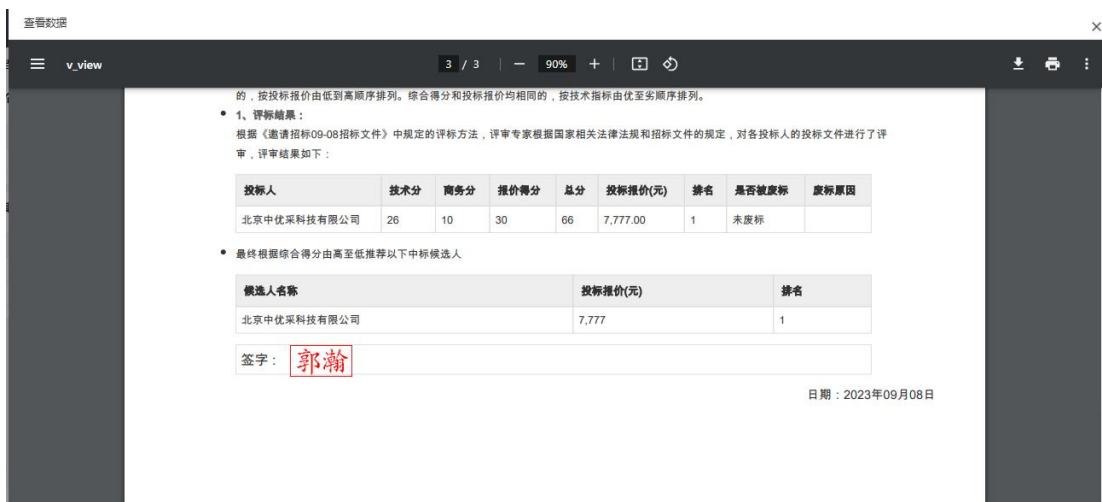 查看数据
v_view
3 / 3
90%
的，按投标报价由低到高顺序排列。综合得分和投标报价均相同的，按技术指标由优至劣顺序排列。
1、评标结果：
根据《邀请招标09-08招标文件》中规定的评标方法，评审专家根据国家相关法律法规和招标文件的规定，对各投标人的投标文件进行了评
审，评审结果如下：
投标人 技术分 商务分 报价得分 总分 投标报价(元) 排名 是否被废标 废标原因
北京中优采科技有限公司 26 10 30 66 7,777.00 1 未废标
最终根据综合得分由高至低推荐以下中标候选人
候选人名称 投标报价(元) 排名
北京中优采科技有限公司 7,777 1
签字： 郭瀚
日期：2023年09月08日